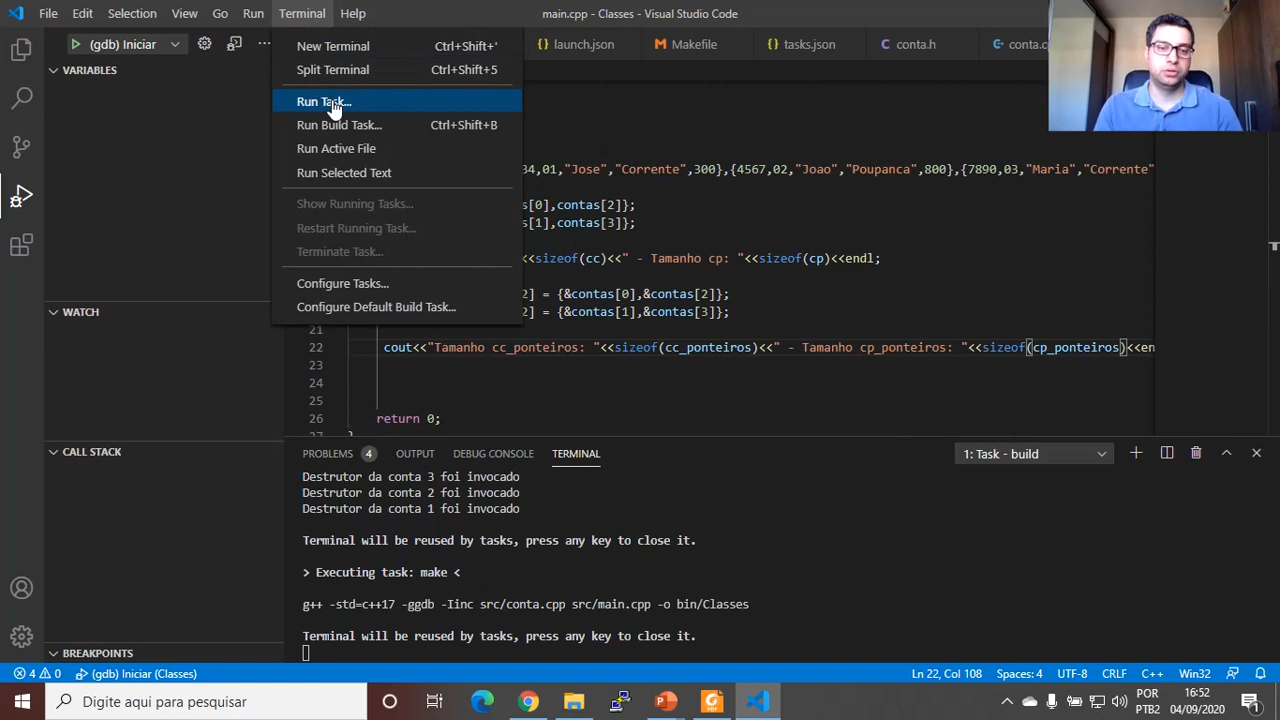 File Edit Selection View Go Run Terminal Help main.cpp - Classes - Visual Studio Code
(gdb) Iniciar launch.json Makefile tasks.json conta.h conta.c
VARIABLES
New Terminal Ctrl+Shift+'
Split Terminal Ctrl+Shift+5
Run Task...
Run Build Task... Ctrl+Shift+B
Run Active File
Run Selected Text
Show Running Tasks...
Restart Running Task...
Terminate Task...
Configure Tasks...
Configure Default Build Task...
34,01,"Jose","Corrente",300},{4567,02,"Joao","Poupanca",800},{7890,03,"Maria","Corrente"
s[0],contas[2]};
s[1],contas[3]};
<<sizeof(cc)<<" - Tamanho cp: "<<sizeof(cp)<<endl;
2] = {&contas[0],&contas[2]};
2] = {&contas[1],&contas[3]};
WATCH
21
22 cout<<"Tamanho cc_ponteiros: "<<sizeof(cc_ponteiros)<<" - Tamanho cp_ponteiros: "<<sizeof(cp_ponteiros)<<en
23
24
25
26 return 0;
27 }
CALL STACK
PROBLEMS 4 OUTPUT DEBUG CONSOLE TERMINAL 1: Task - build
Destrutor da conta 3 foi invocado
Destrutor da conta 2 foi invocado
Destrutor da conta 1 foi invocado
Terminal will be reused by tasks, press any key to close it.
> Executing task: make <
g++ -std=c++17 -ggdb -Iinc src/conta.cpp src/main.cpp -o bin/Classes
Terminal will be reused by tasks, press any key to close it.
BREAKPOINTS
4 0 (gdb) Iniciar (Classes) Ln 22, Col 108 Spaces: 4 UTF-8 CRLF C++ Win32
Digite aqui para pesquisar
POR
PTB2
16:52
04/09/2020
1